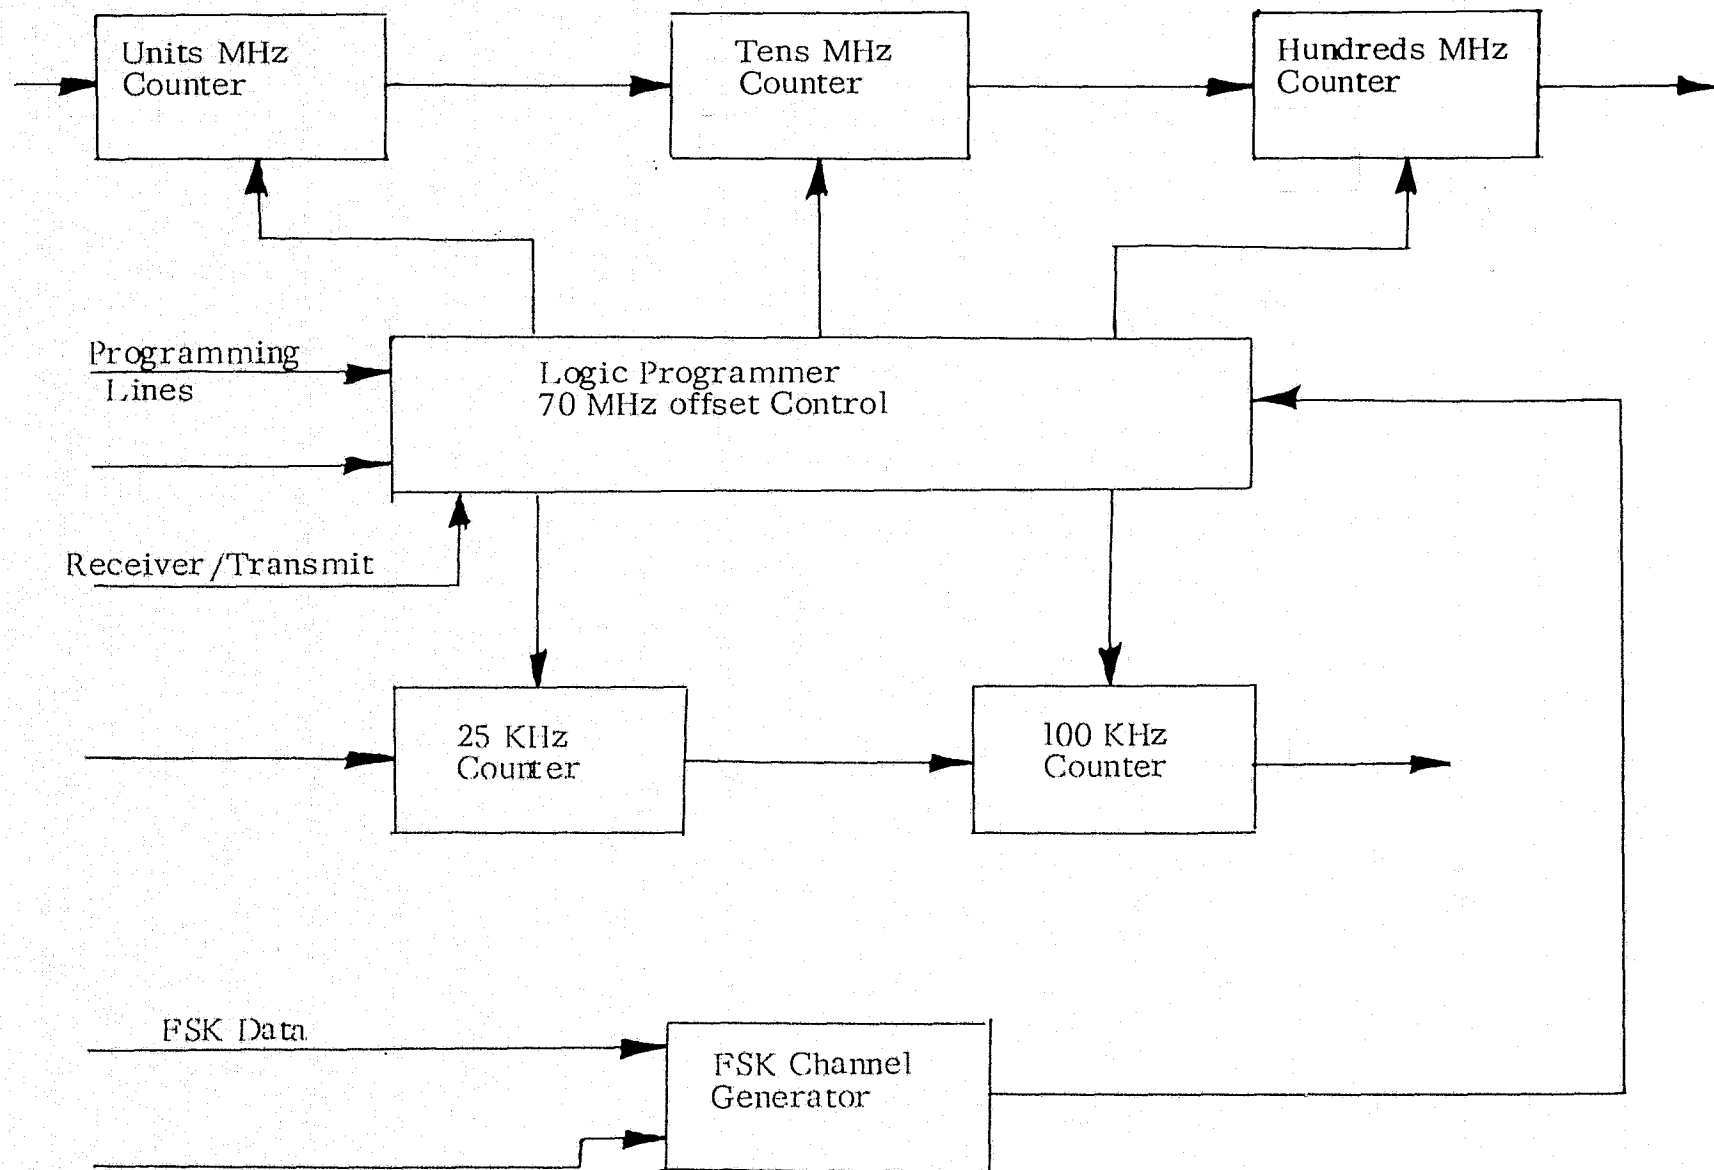 Units MHz
Counter
Tens MHz
Counter
Hundreds MHz
Counter
Programming
Lines
Logic Programmer
70 MHz offset Control
Receiver/Transmit
25 KHz
Counter
100 KHz
Counter
FSK Data
FSK Channel
Generator